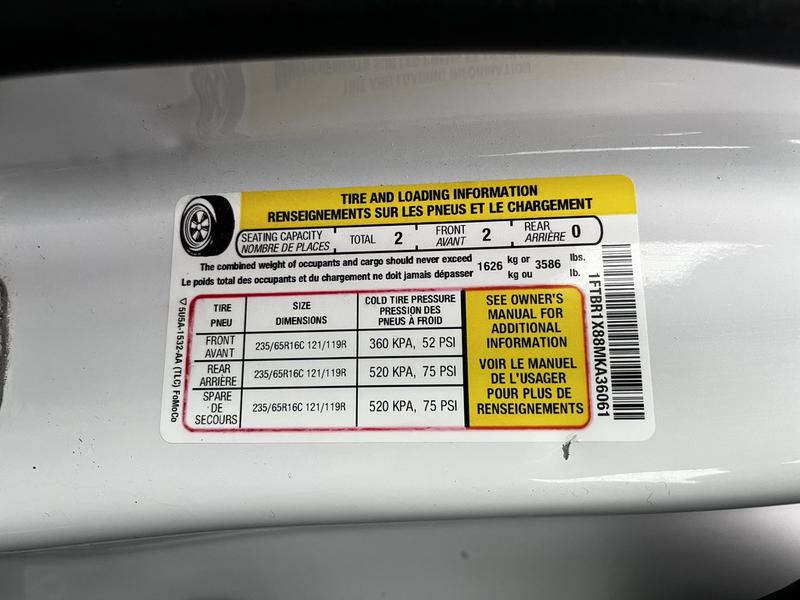 TIRE AND LOADING INFORMATION
RENSEIGNEMENTS SUR LES PNEUS ET LE CHARGEMENT
SEATING CAPACITY
NOMBRE DE PLACES
TOTAL 2
FRONT
AVANT
2
REAR
ARRIÈRE
0
The combined weight of occupants and cargo should never exceed
Le poids total des occupants et du chargement ne doit jamais dépasser
1626
kg or
kg ou
3586
lbs.
lb.
TIRE
PNEU
SIZE
DIMENSIONS
COLD TIRE PRESSURE
PRESSION DES
PNEUS À FROID
FRONT
AVANT
235/65R16C 121/119R
360 KPA, 52 PSI
REAR
ARRIÈRE
235/65R16C 121/119R
520 KPA, 75 PSI
SPARE
DE
SECOURS
235/65R16C 121/119R
520 KPA, 75 PSI
SEE OWNER'S
MANUAL FOR
ADDITIONAL
INFORMATION
VOIR LE MANUEL
DE L'USAGER
POUR PLUS DE
RENSEIGNEMENTS
1FTBR1X88MKA36061
5U5A-1532-AA (TLC) FoMoCo